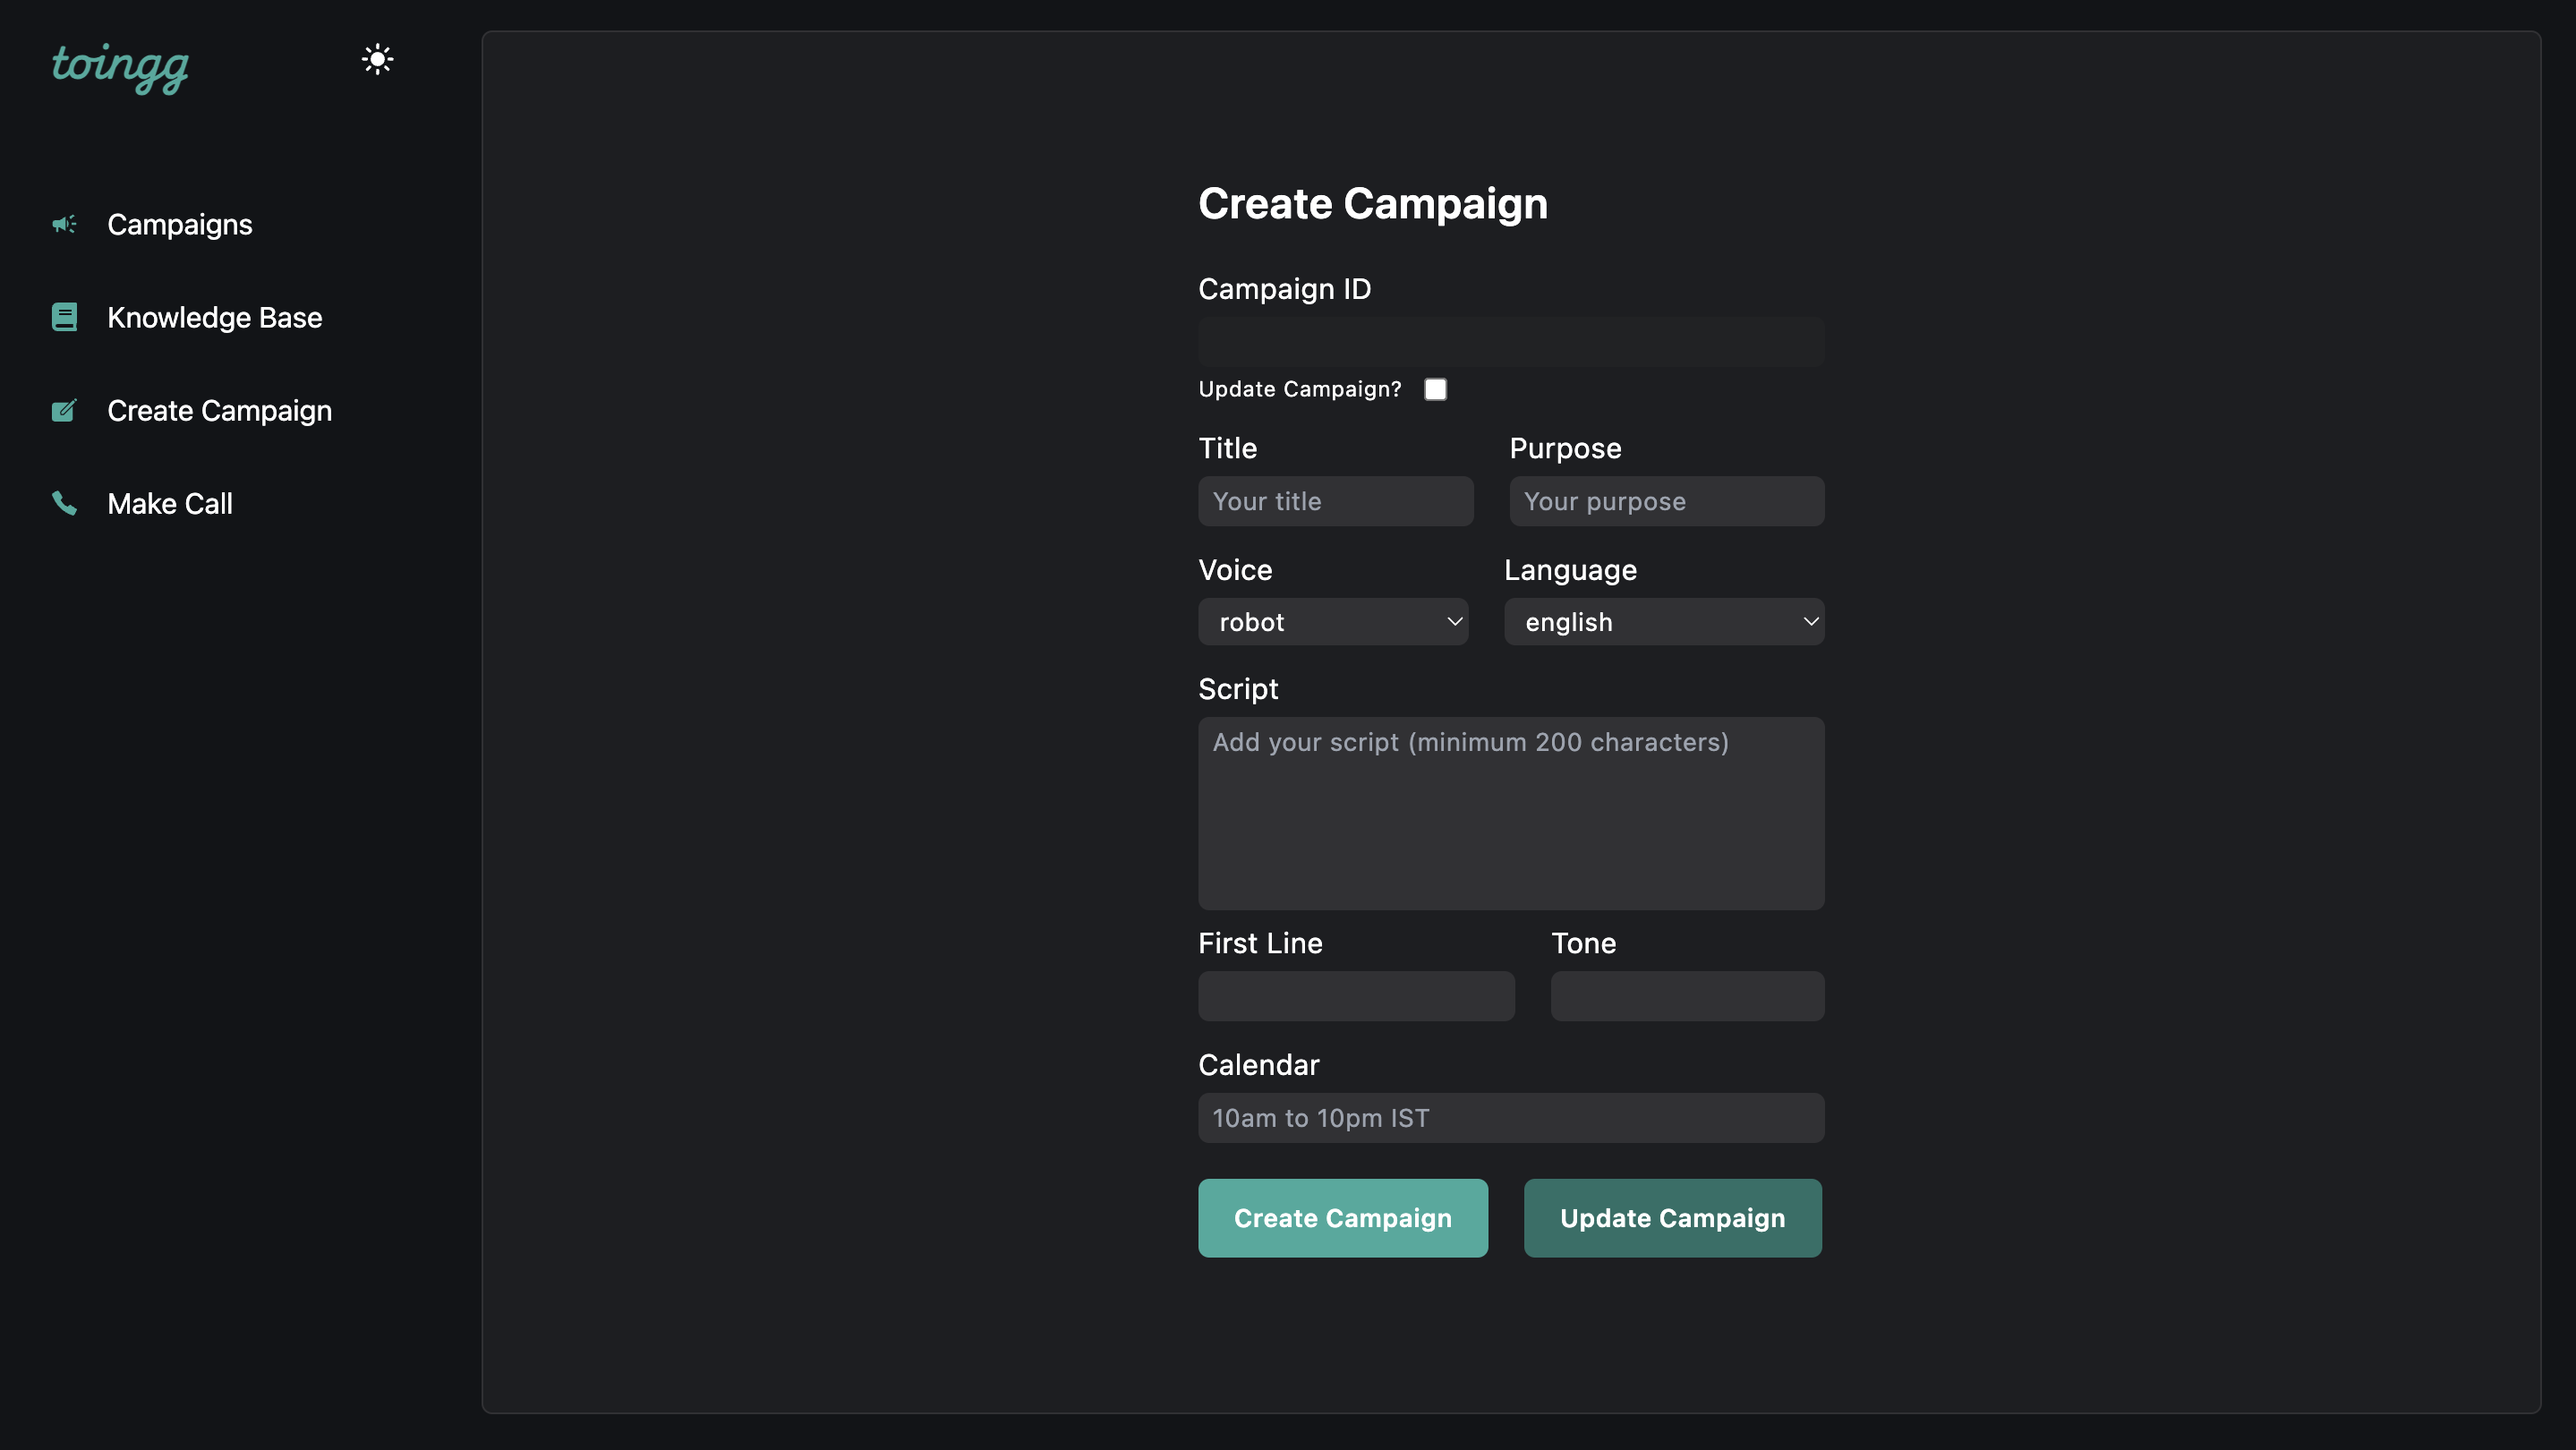 toingg
Campaigns
Knowledge Base
Create Campaign
Make Call
Create Campaign
Campaign ID
Update Campaign?
Title Purpose
Your title Your purpose
Voice Language
robot english
Script
Add your script (minimum 200 characters)
First Line Tone
Calendar
10am to 10pm IST
Create Campaign Update Campaign